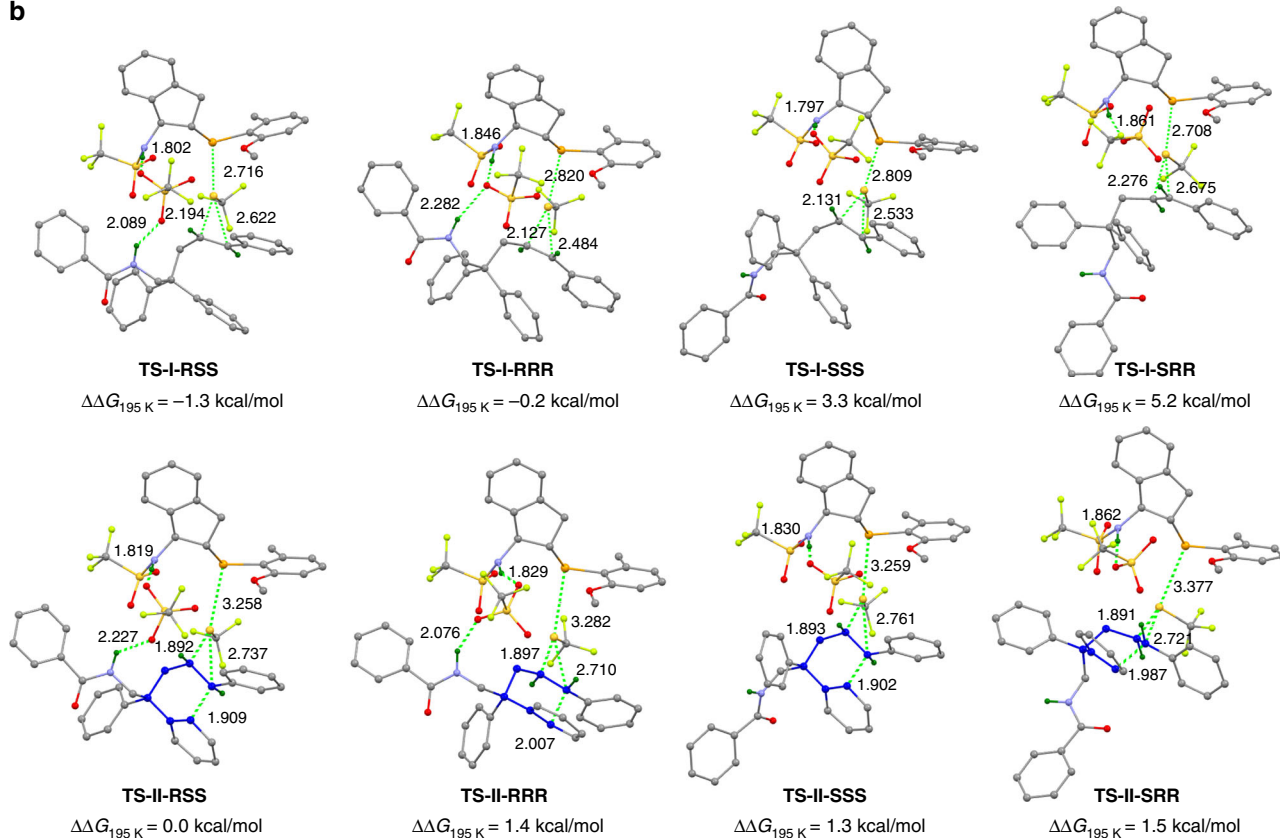 b
1.802
2.716
2.089
2.194
2.622
TS-I-RSS
ΔΔG195 K = −1.3 kcal/mol
1.846
2.820
2.282
2.127
2.484
TS-I-RRR
ΔΔG195 K = −0.2 kcal/mol
1.797
2.809
2.131
2.533
TS-I-SSS
ΔΔG195 K = 3.3 kcal/mol
1.861
2.708
2.276
2.675
TS-I-SRR
ΔΔG195 K = 5.2 kcal/mol
1.819
3.258
2.227
1.892
2.737
1.909
TS-II-RSS
ΔΔG195 K = 0.0 kcal/mol
1.829
3.282
2.076
1.897
2.710
2.007
TS-II-RRR
ΔΔG195 K = 1.4 kcal/mol
1.830
3.259
1.893
2.761
1.902
TS-II-SSS
ΔΔG195 K = 1.3 kcal/mol
1.862
3.377
1.891
2.721
1.987
TS-II-SRR
ΔΔG195 K = 1.5 kcal/mol